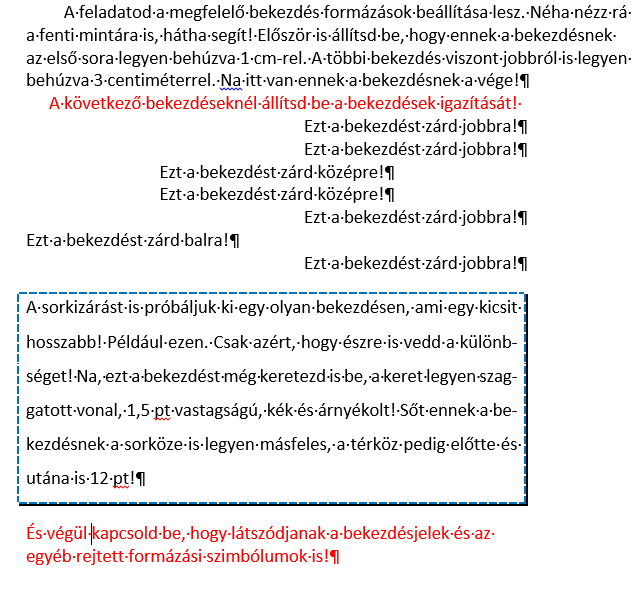 A·feladatod·a·megfelelő·bekezdés·formázások·beállítása·lesz.·Néha·nézz·rá·
a·fenti·mintára·is,·hátha·segít!·Először·is·állítsd·be,·hogy·ennek·a·bekezdésnek·
az·első·sora·legyen·behúzva·1·cm-rel.·A·többi·bekezdés·viszont·jobbról·is·legyen·
behúzva·3·centiméterrel.·Na·itt·van·ennek·a·bekezdésnek·a·vége!¶
A·következő·bekezdéseknél·állítsd·be·a·bekezdések·igazítását!·
Ezt·a·bekezdést·zárd·jobbra!¶
Ezt·a·bekezdést·zárd·jobbra!¶
Ezt·a·bekezdést·zárd·középre!¶
Ezt·a·bekezdést·zárd·középre!¶
Ezt·a·bekezdést·zárd·jobbra!¶
Ezt·a·bekezdést·zárd·balra!¶
Ezt·a·bekezdést·zárd·jobbra!¶
A·sorkizárást·is·próbáljuk·ki·egy·olyan·bekezdésen,·ami·egy·kicsit·
hosszabb!·Például·ezen.·Csak·azért,·hogy·észre·is·vedd·a·különb-
séget!·Na,·ezt·a·bekezdést·még·keretezd·is·be,·a·keret·legyen·szag-
gatott·vonal,·1,5·pt·vastagságú,·kék·és·árnyékolt!·Sőt·ennek·a·be-
kezdésnek·a·sorköze·is·legyen·másfeles,·a·térköz·pedig·előtte·és·
utána·is·12·pt!¶
És·végül·kapcsold·be,·hogy·látszódjanak·a·bekezdésjelek·és·az·
egyéb·rejtett·formázási·szimbólumok·is!¶